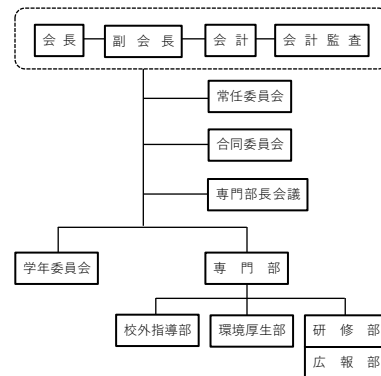 会長 副会長 会計 会計監査
常任委員会
合同委員会
専門部長会議
学年委員会 専門部
校外指導部 環境厚生部 研修部
広報部